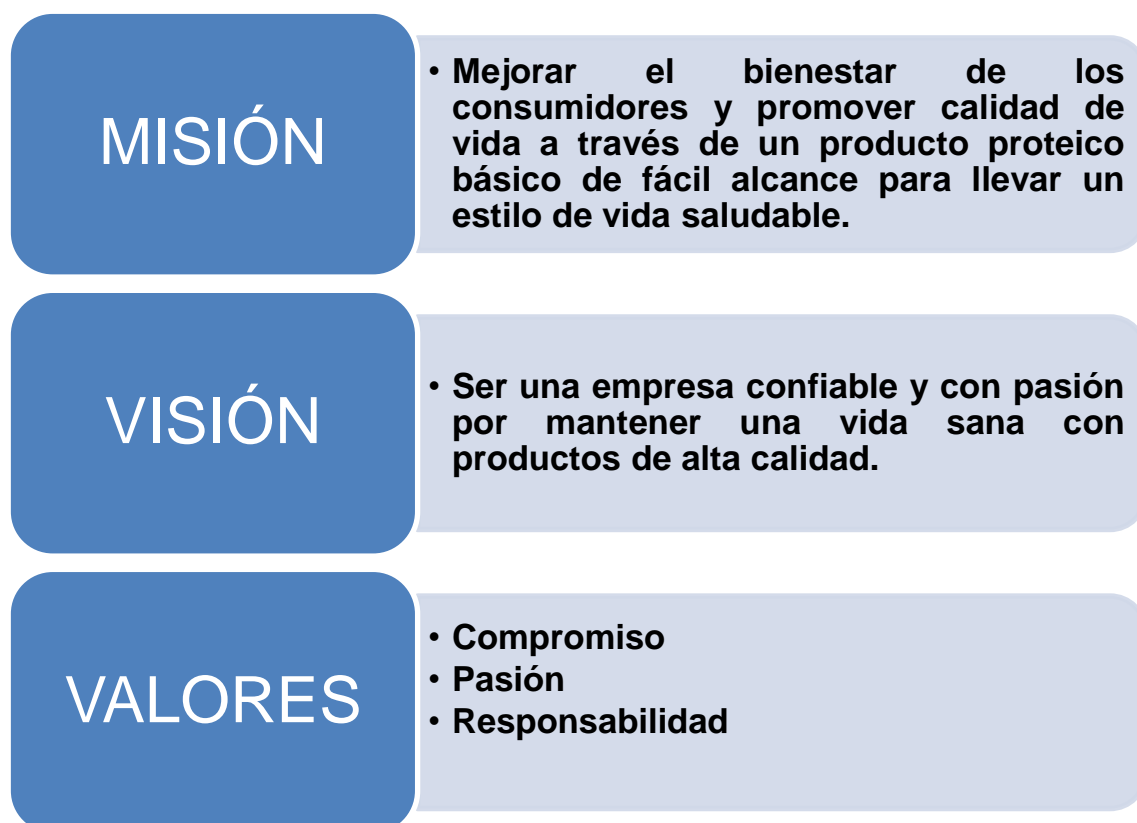 MISIÓN
• Mejorar el bienestar de los
consumidores y promover calidad de
vida a través de un producto proteico
básico de fácil alcance para llevar un
estilo de vida saludable.
VISIÓN
• Ser una empresa confiable y con pasión
por mantener una vida sana con
productos de alta calidad.
VALORES
• Compromiso
• Pasión
• Responsabilidad